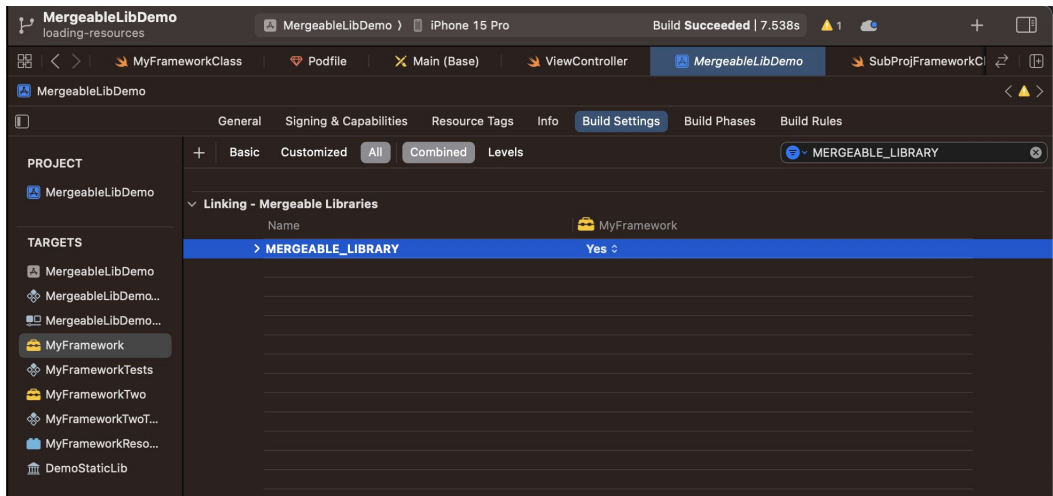 MergeableLibDemo
loading-resources
MergeableLibDemo ⟩ iPhone 15 Pro
Build Succeeded | 7.538s
1
MyFrameworkClass
Podfile
Main (Base)
ViewController
MergeableLibDemo
SubProjFrameworkCl
MergeableLibDemo
General Signing & Capabilities Resource Tags Info Build Settings Build Phases Build Rules
+ Basic Customized All Combined Levels
MERGEABLE_LIBRARY
PROJECT
MergeableLibDemo
TARGETS
MergeableLibDemo
MergeableLibDemo...
MergeableLibDemo...
MyFramework
MyFrameworkTests
MyFrameworkTwo
MyFrameworkTwoT...
MyFrameworkReso...
DemoStaticLib
Linking - Mergeable Libraries
Name MyFramework
MERGEABLE_LIBRARY Yes